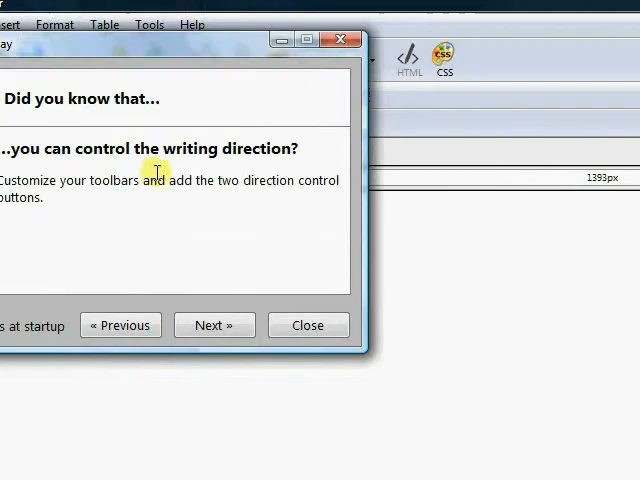 Format Table Tools Help
ay
HTML CSS
Did you know that...
...you can control the writing direction?
Customize your toolbars and add the two direction control
buttons.
1393px
s at startup « Previous Next » Close